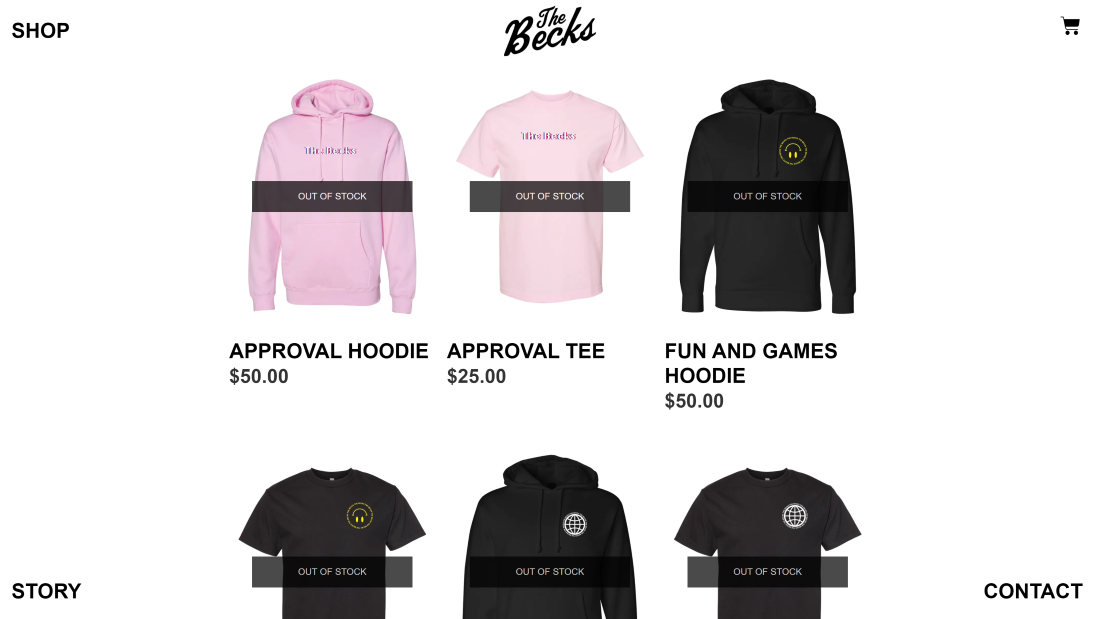 SHOP
The
Becks
The Becks
The Becks
OUT OF STOCK
OUT OF STOCK
OUT OF STOCK
APPROVAL HOODIE
$50.00
APPROVAL TEE
$25.00
FUN AND GAMES
HOODIE
$50.00
OUT OF STOCK
OUT OF STOCK
OUT OF STOCK
STORY
CONTACT